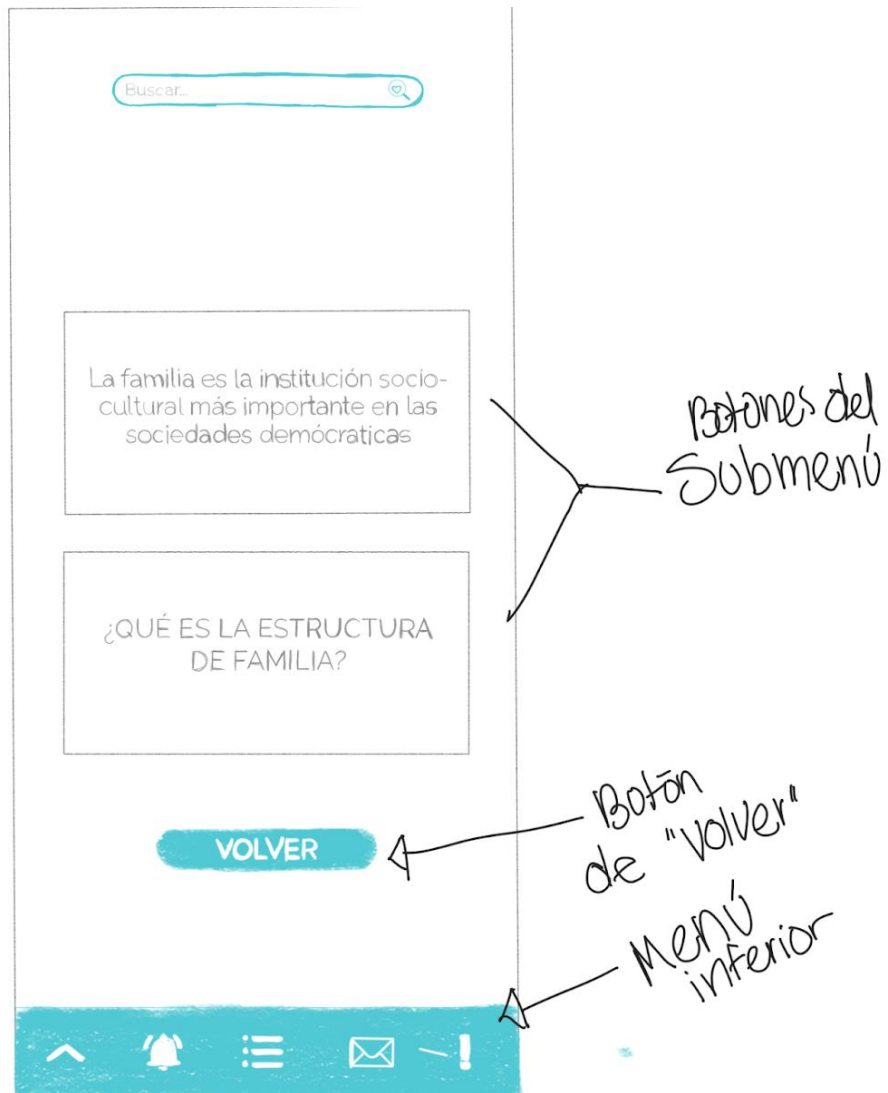 Buscar...
La familia es la institución socio-
cultural más importante en las
sociedades demócraticas
Botones del
Submenú
¿QUÉ ES LA ESTRUCTURA
DE FAMILIA?
VOLVER
Botón
de "volver"
Menú
inferior